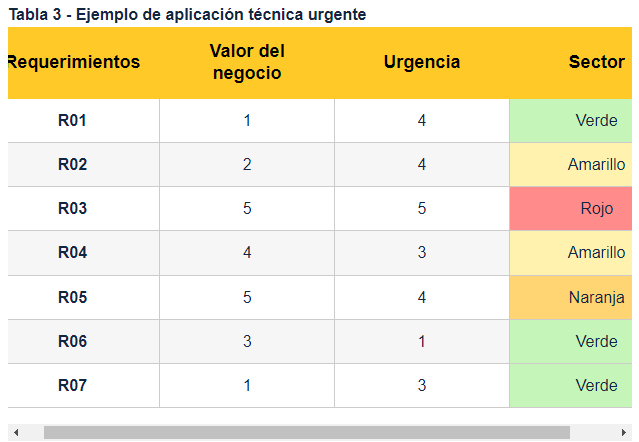 Tabla 3 - Ejemplo de aplicación técnica urgente
Requerimientos Valor del negocio Urgencia Sector
R01 1 4 Verde
R02 2 4 Amarillo
R03 5 5 Rojo
R04 4 3 Amarillo
R05 5 4 Naranja
R06 3 1 Verde
R07 1 3 Verde